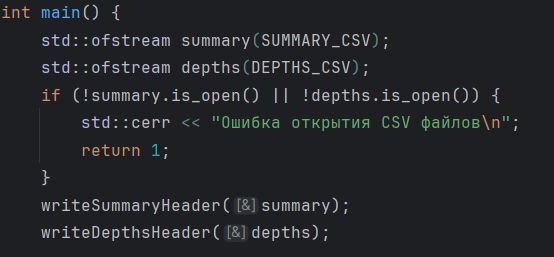 int main() {
    std::ofstream summary(SUMMARY_CSV);
    std::ofstream depths(DEPTHS_CSV);
    if (!summary.is_open() || !depths.is_open()) {
        std::cerr << "Ошибка открытия CSV файлов\n";
        return 1;
    }
    writeSummaryHeader([&]summary);
    writeDepthsHeader([&]depths);